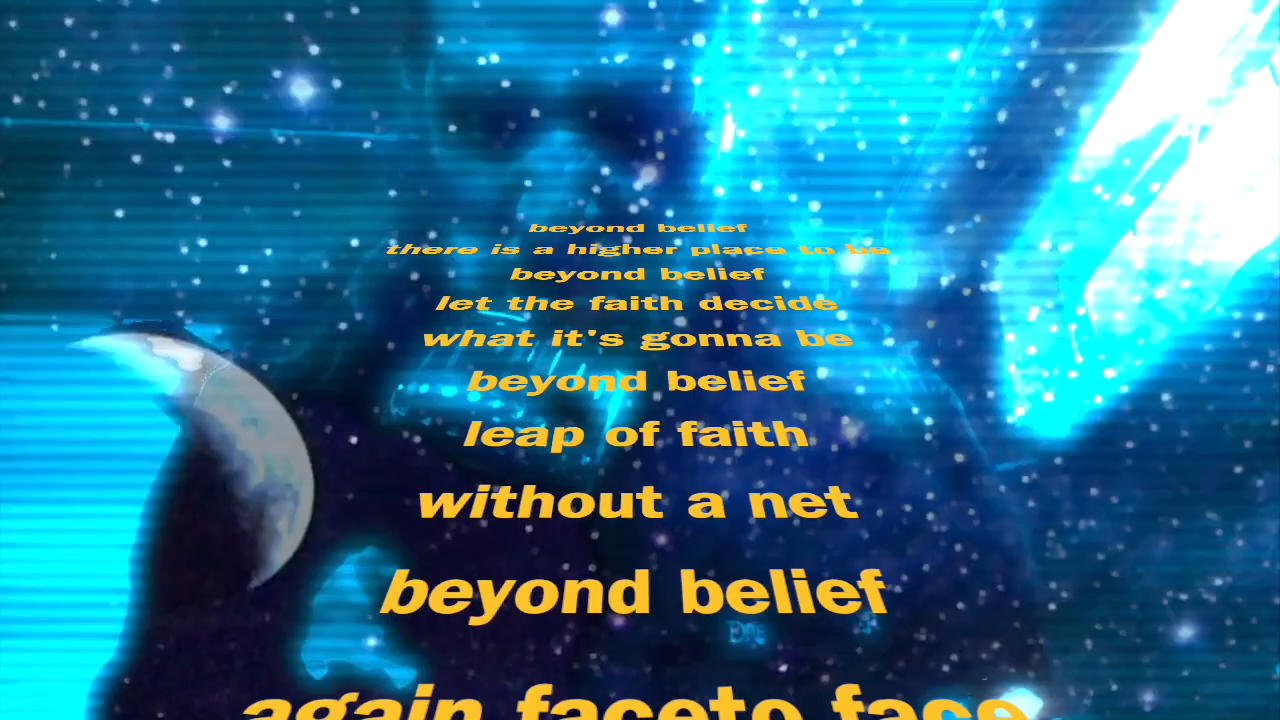 beyond belief
there is a higher place to be
beyond belief
let the faith decide
what it's gonna be
beyond belief
leap of faith
without a net
beyond belief
again faceto face